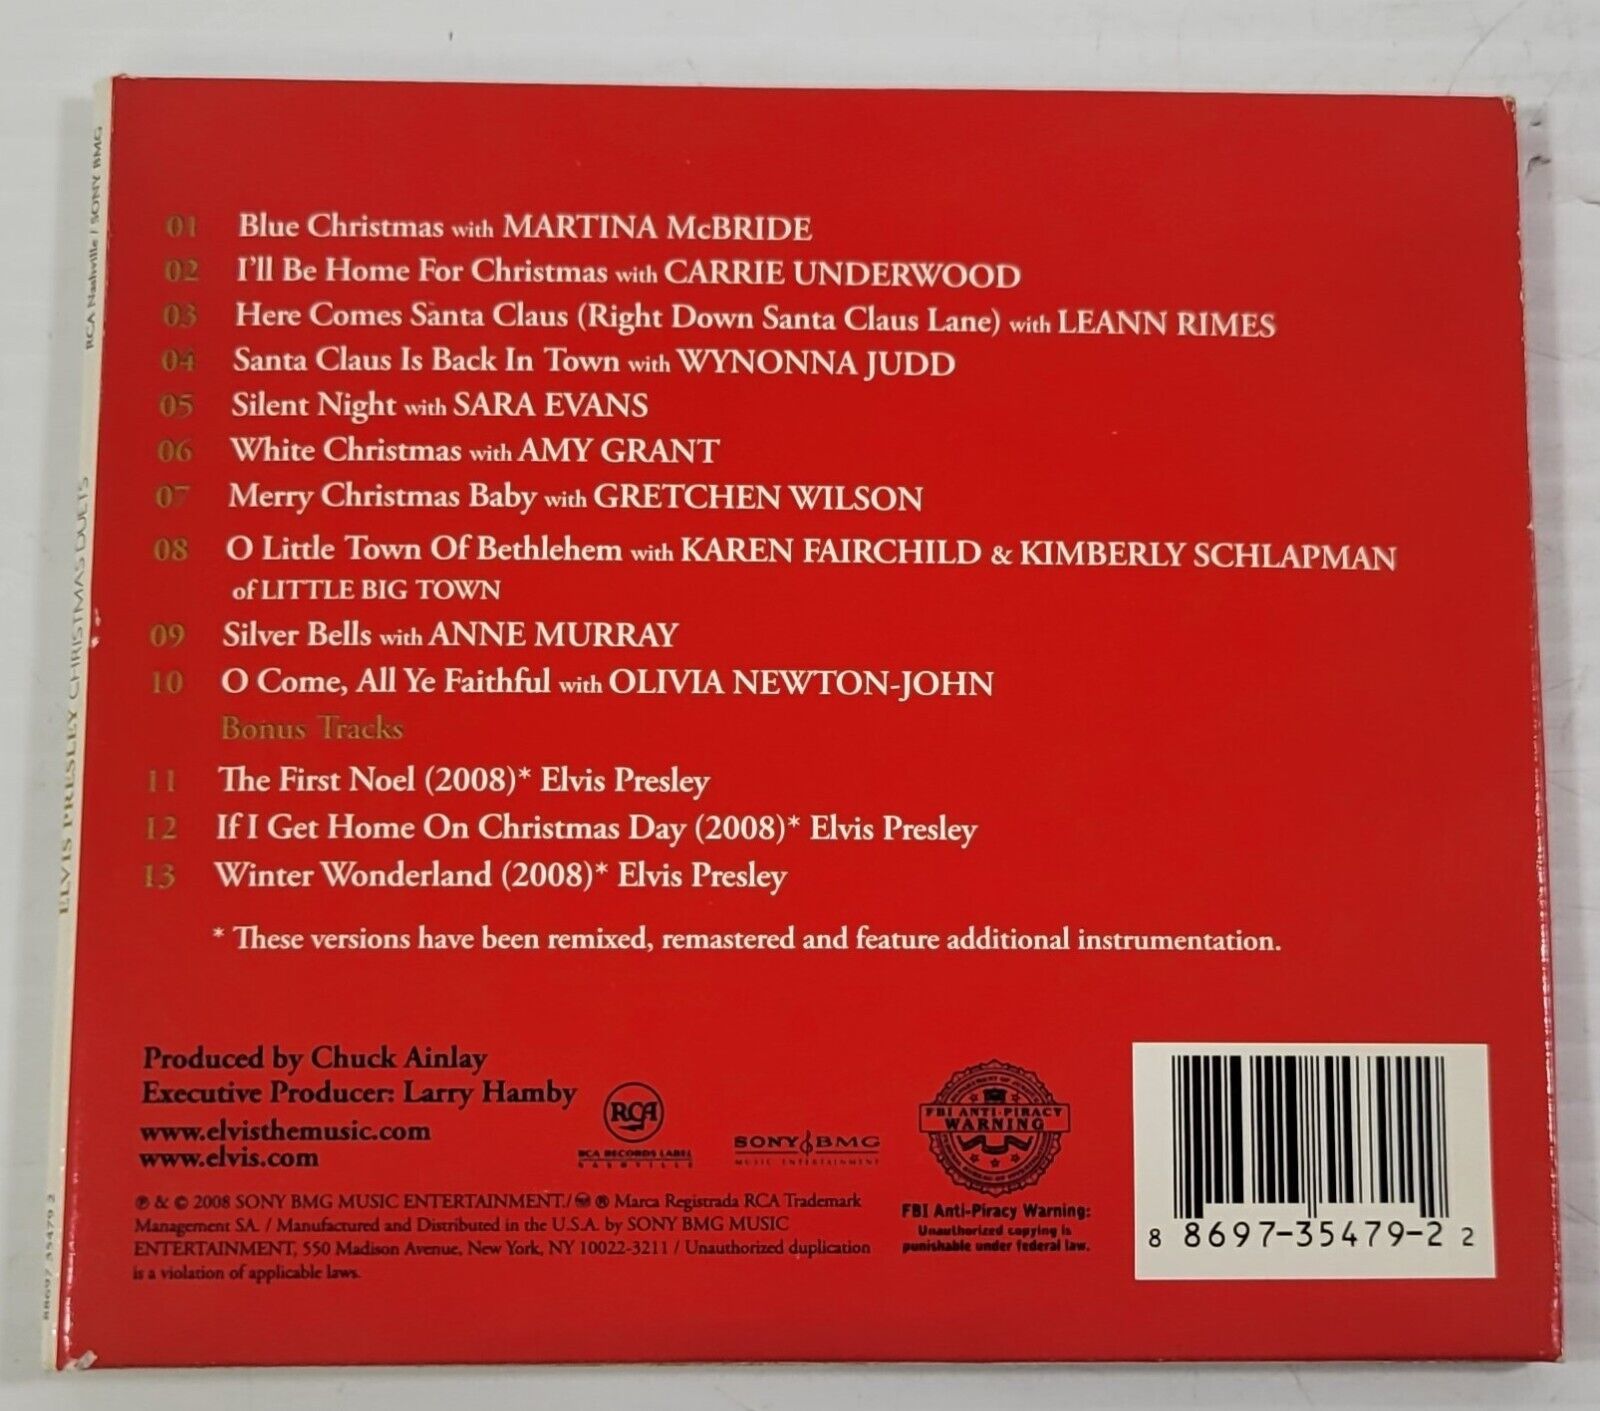 RCA Nashville / SONY BMG
ELVIS PRESLEY CHRISTMAS DUETS
88697 35479 2
01 Blue Christmas with MARTINA McBRIDE
02 I'll Be Home For Christmas with CARRIE UNDERWOOD
03 Here Comes Santa Claus (Right Down Santa Claus Lane) with LEANN RIMES
04 Santa Claus Is Back In Town with WYNONNA JUDD
05 Silent Night with SARA EVANS
06 White Christmas with AMY GRANT
07 Merry Christmas Baby with GRETCHEN WILSON
08 O Little Town Of Bethlehem with KAREN FAIRCHILD & KIMBERLY SCHLAPMAN
of LITTLE BIG TOWN
09 Silver Bells with ANNE MURRAY
10 O Come, All Ye Faithful with OLIVIA NEWTON-JOHN
Bonus Tracks
11 The First Noel (2008)* Elvis Presley
12 If I Get Home On Christmas Day (2008)* Elvis Presley
13 Winter Wonderland (2008)* Elvis Presley
* These versions have been remixed, remastered and feature additional instrumentation.
Produced by Chuck Ainlay
Executive Producer: Larry Hamby
www.elvisthemusic.com
www.elvis.com
RCA
RCA RECORDS LABEL
NASHVILLE
SONY BMG
MUSIC ENTERTAINMENT
FBI ANTI-PIRACY
WARNING
FBI Anti-Piracy Warning:
Unauthorized copying is
punishable under federal law.
℗ & © 2008 SONY BMG MUSIC ENTERTAINMENT./ ® Marca Registrada RCA Trademark
Management SA. / Manufactured and Distributed in the U.S.A. by SONY BMG MUSIC
ENTERTAINMENT, 550 Madison Avenue, New York, NY 10022-3211 / Unauthorized duplication
is a violation of applicable laws.
8 8697-35479-2 2